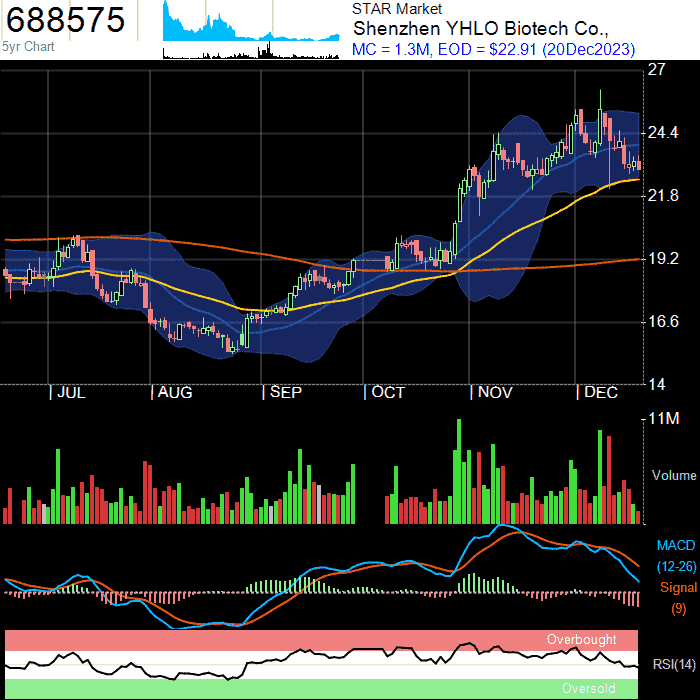 688575
5yr Chart
STAR Market
Shenzhen YHLO Biotech Co.,
MC = 1.3M, EOD = $22.91 (20Dec2023)
27
24.4
21.8
19.2
16.6
14
JUL AUG SEP OCT NOV DEC
11M
Volume
MACD
(12-26)
Signal
(9)
Overbought
RSI(14)
Oversold